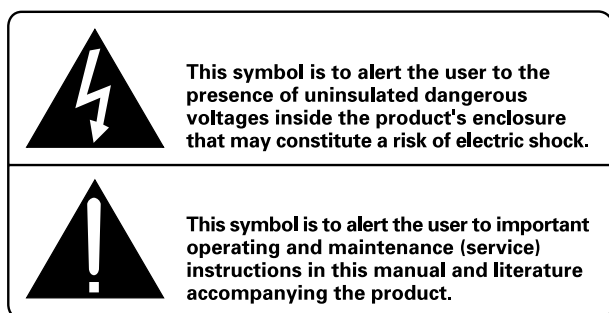 This symbol is to alert the user to the
presence of uninsulated dangerous
voltages inside the product's enclosure
that may constitute a risk of electric shock.
This symbol is to alert the user to important
operating and maintenance (service)
instructions in this manual and literature
accompanying the product.